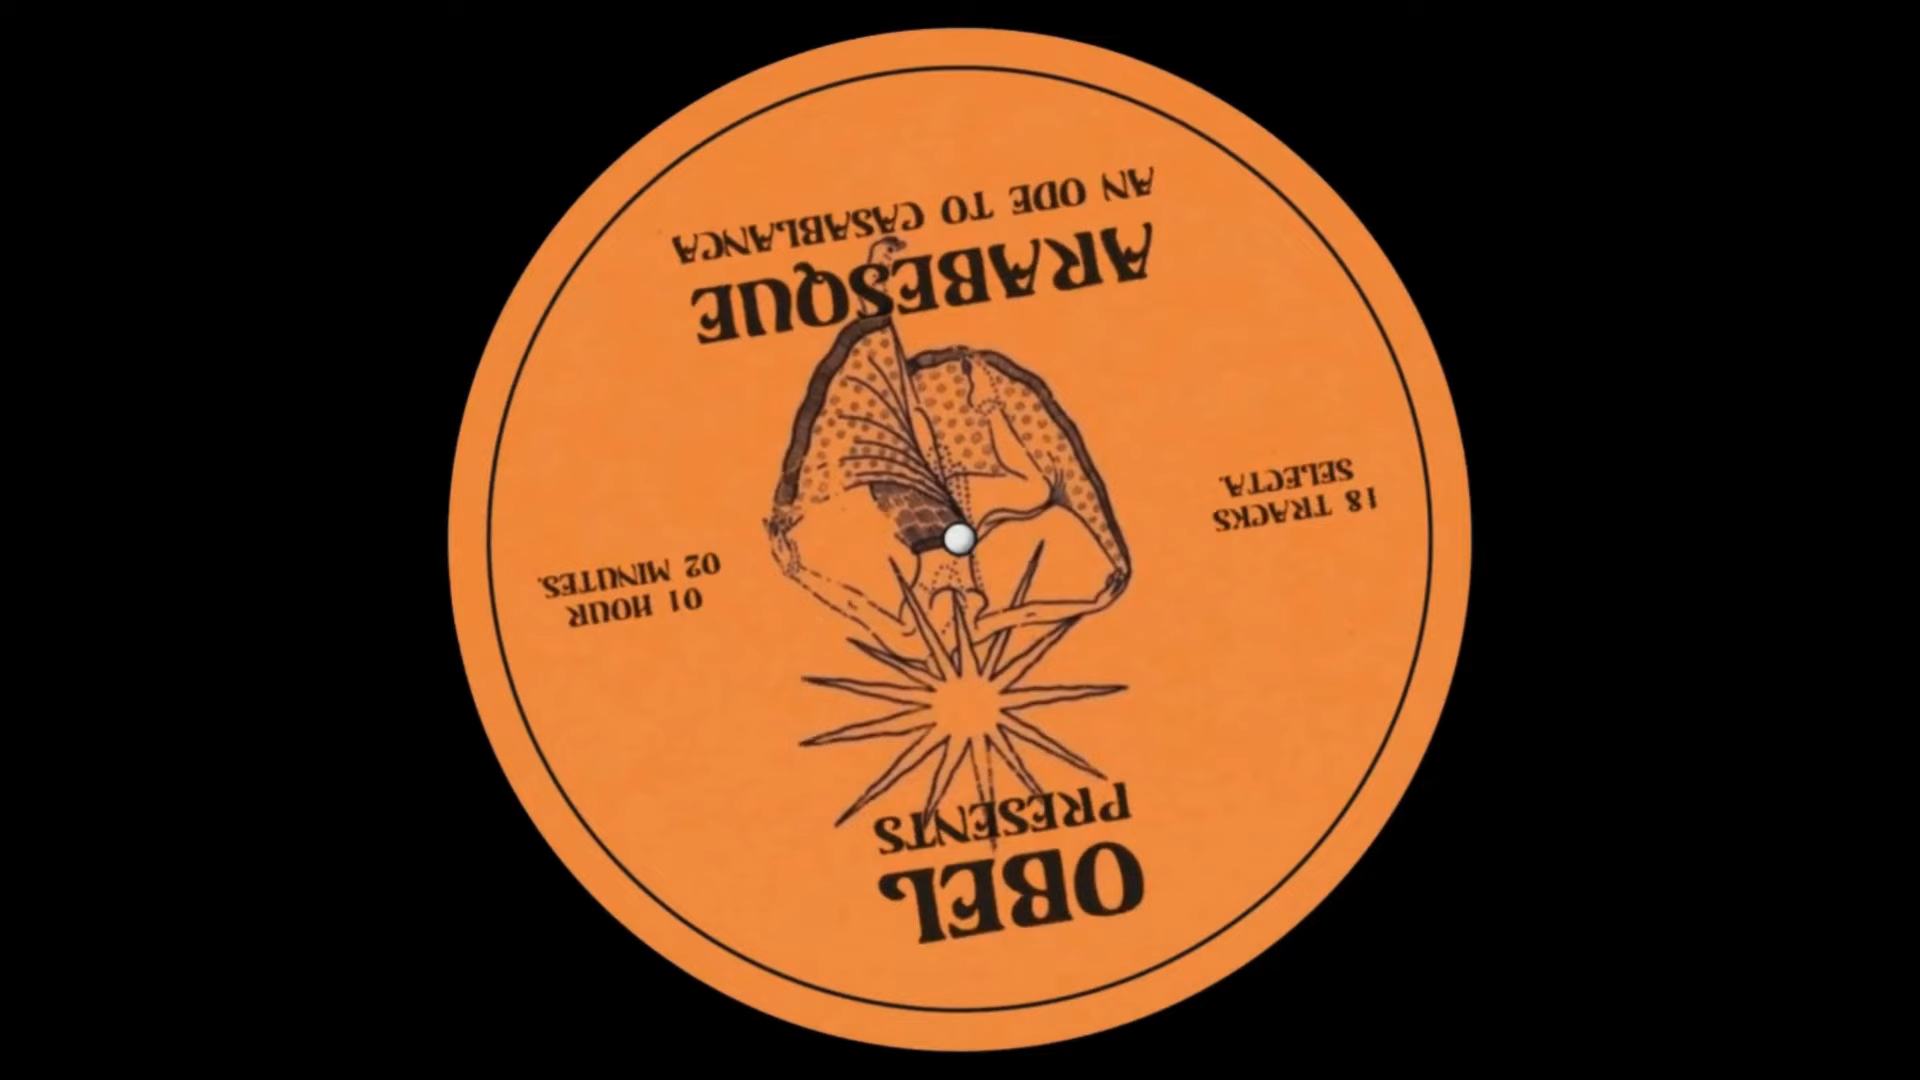 OBEL
PRESENTS
18 TRACKS
SELECTA.
01 HOUR
02 MINUTES.
ARABESQUE
AN ODE TO CASABLANCA